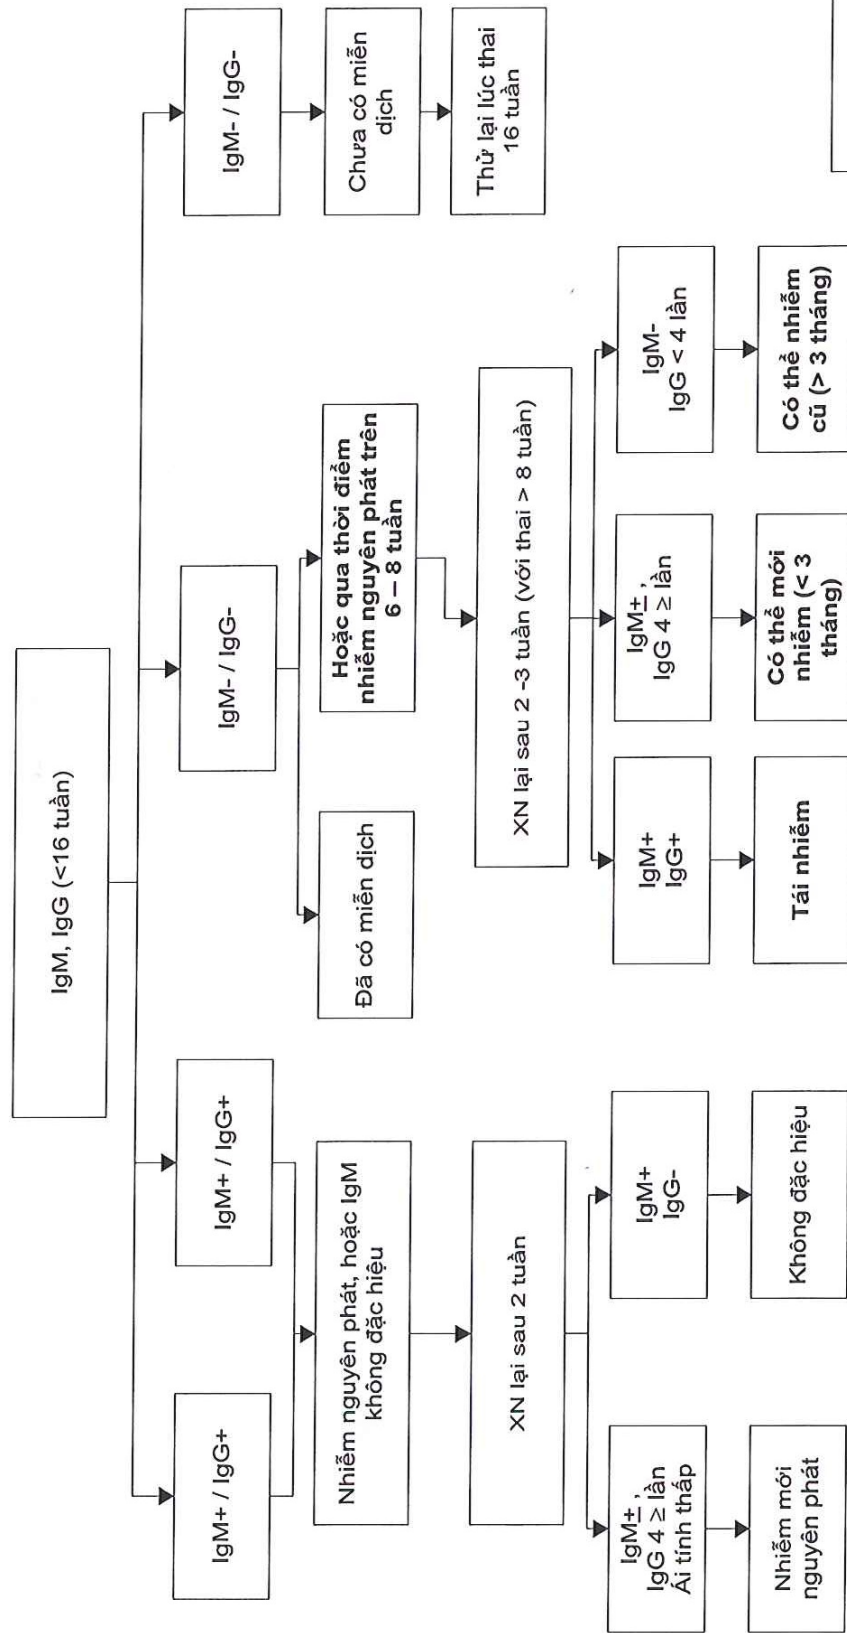 IgM, IgG (<16 tuần)
IgM+ / IgG+
IgM+ / IgG+
IgM- / IgG-
IgM- / IgG-
Nhiễm nguyên phát, hoặc IgM
không đặc hiệu
Đã có miễn dịch
Hoặc qua thời điểm
nhiễm nguyên phát trên
6 – 8 tuần
Chưa có miễn
dịch
XN lại sau 2 tuần
XN lại sau 2 -3 tuần (với thai > 8 tuần)
Thử lại lúc thai
16 tuần
IgM±,
IgG 4 ≥ lần
Ái tính thấp
IgM+
IgG-
IgM+
IgG+
IgM±,
IgG 4 ≥ lần
IgM-
IgG < 4 lần
Nhiễm mới
nguyên phát
Không đặc hiệu
Tái nhiễm
Có thể mới
nhiễm (< 3
tháng)
Có thể nhiễm
cũ (> 3 tháng)